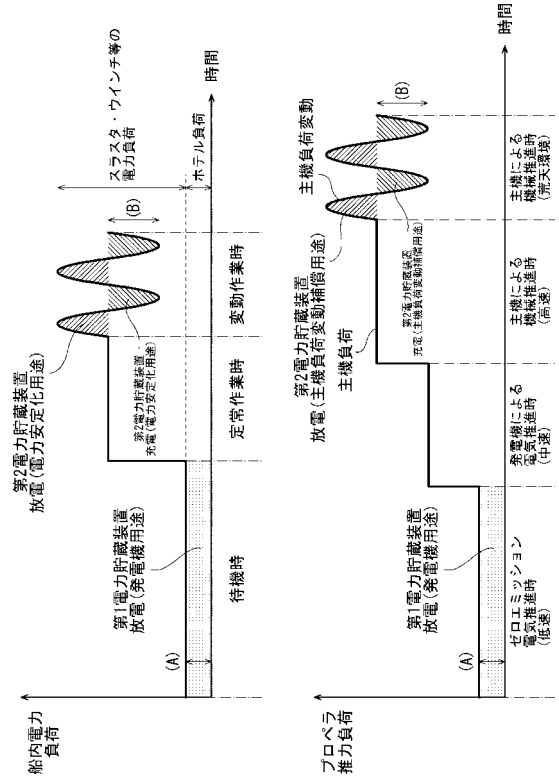 船内電力
負荷
第2電力貯蔵装置
放電(電力安定化用途)
スラスタ・ウインチ等の
電力負荷
(B)
第2電力貯蔵装置
充電(電力安定化用途)
ホテル負荷
第1電力貯蔵装置
放電(発電機用途)
(A)
待機時
定常作業時
変動作業時
時間
プロペラ
推力負荷
第2電力貯蔵装置
放電(主機負荷変動補償用途)
主機負荷変動
主機負荷
(B)
第2電力貯蔵装置
充電(主機負荷変動補償用途)
第1電力貯蔵装置
放電(発電機用途)
(A)
ゼロエミッション
電気推進時
(低速)
発電機による
電気推進時
(中速)
主機による
機械推進時
(高速)
主機による
機械推進時
(荒天環境)
時間